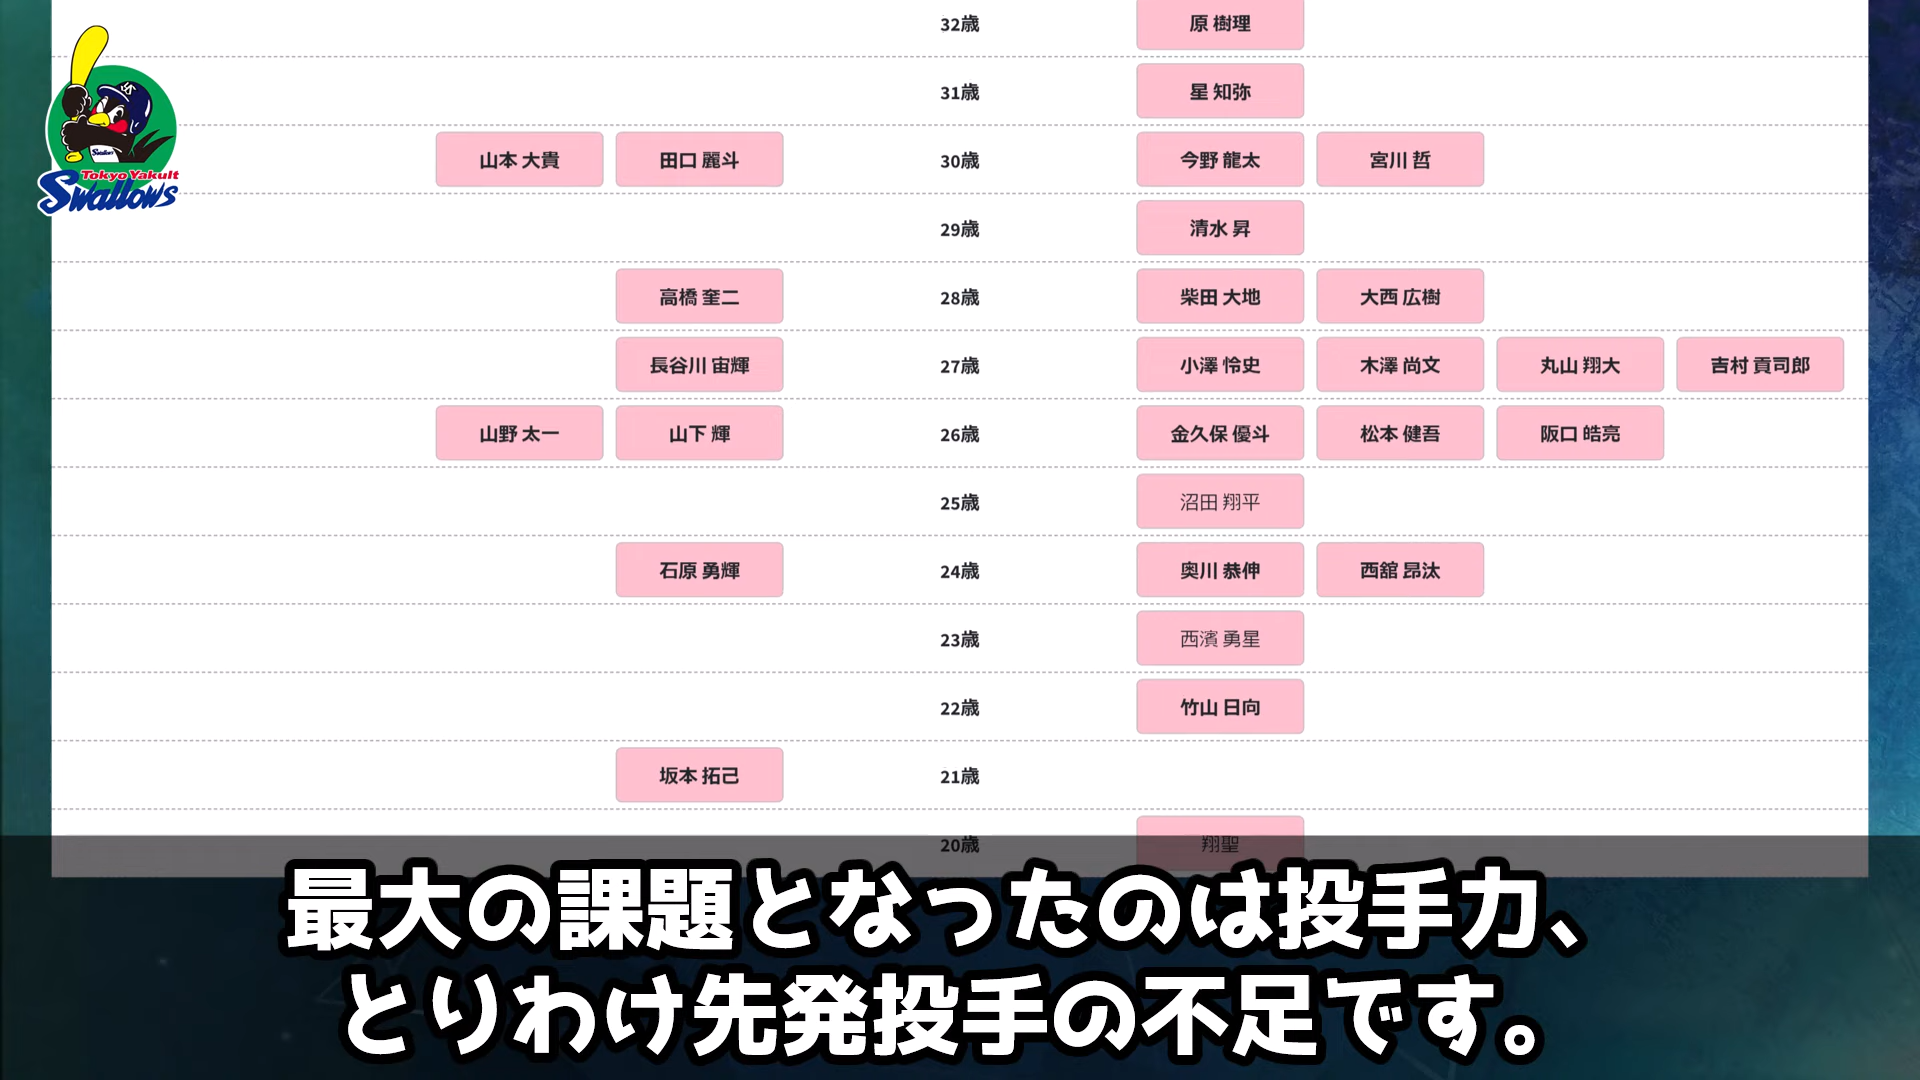 32歳 原 樹理
31歳 星 知弥
山本 大貴 田口 麗斗 30歳 今野 龍太 宮川 哲
29歳 清水 昇
高橋 奎二 28歳 柴田 大地 大西 広樹
長谷川 宙輝 27歳 小澤 怜史 木澤 尚文 丸山 翔大 吉村 貢司郎
山野 太一 山下 輝 26歳 金久保 優斗 松本 健吾 阪口 皓亮
25歳 沼田 翔平
石原 勇輝 24歳 奥川 恭伸 西舘 昂汰
23歳 西濱 勇星
22歳 竹山 日向
坂本 拓己 21歳
20歳 翔聖
Swallows
Tokyo Yakult
Swallows
最大の課題となったのは投手力、
とりわけ先発投手の不足です。